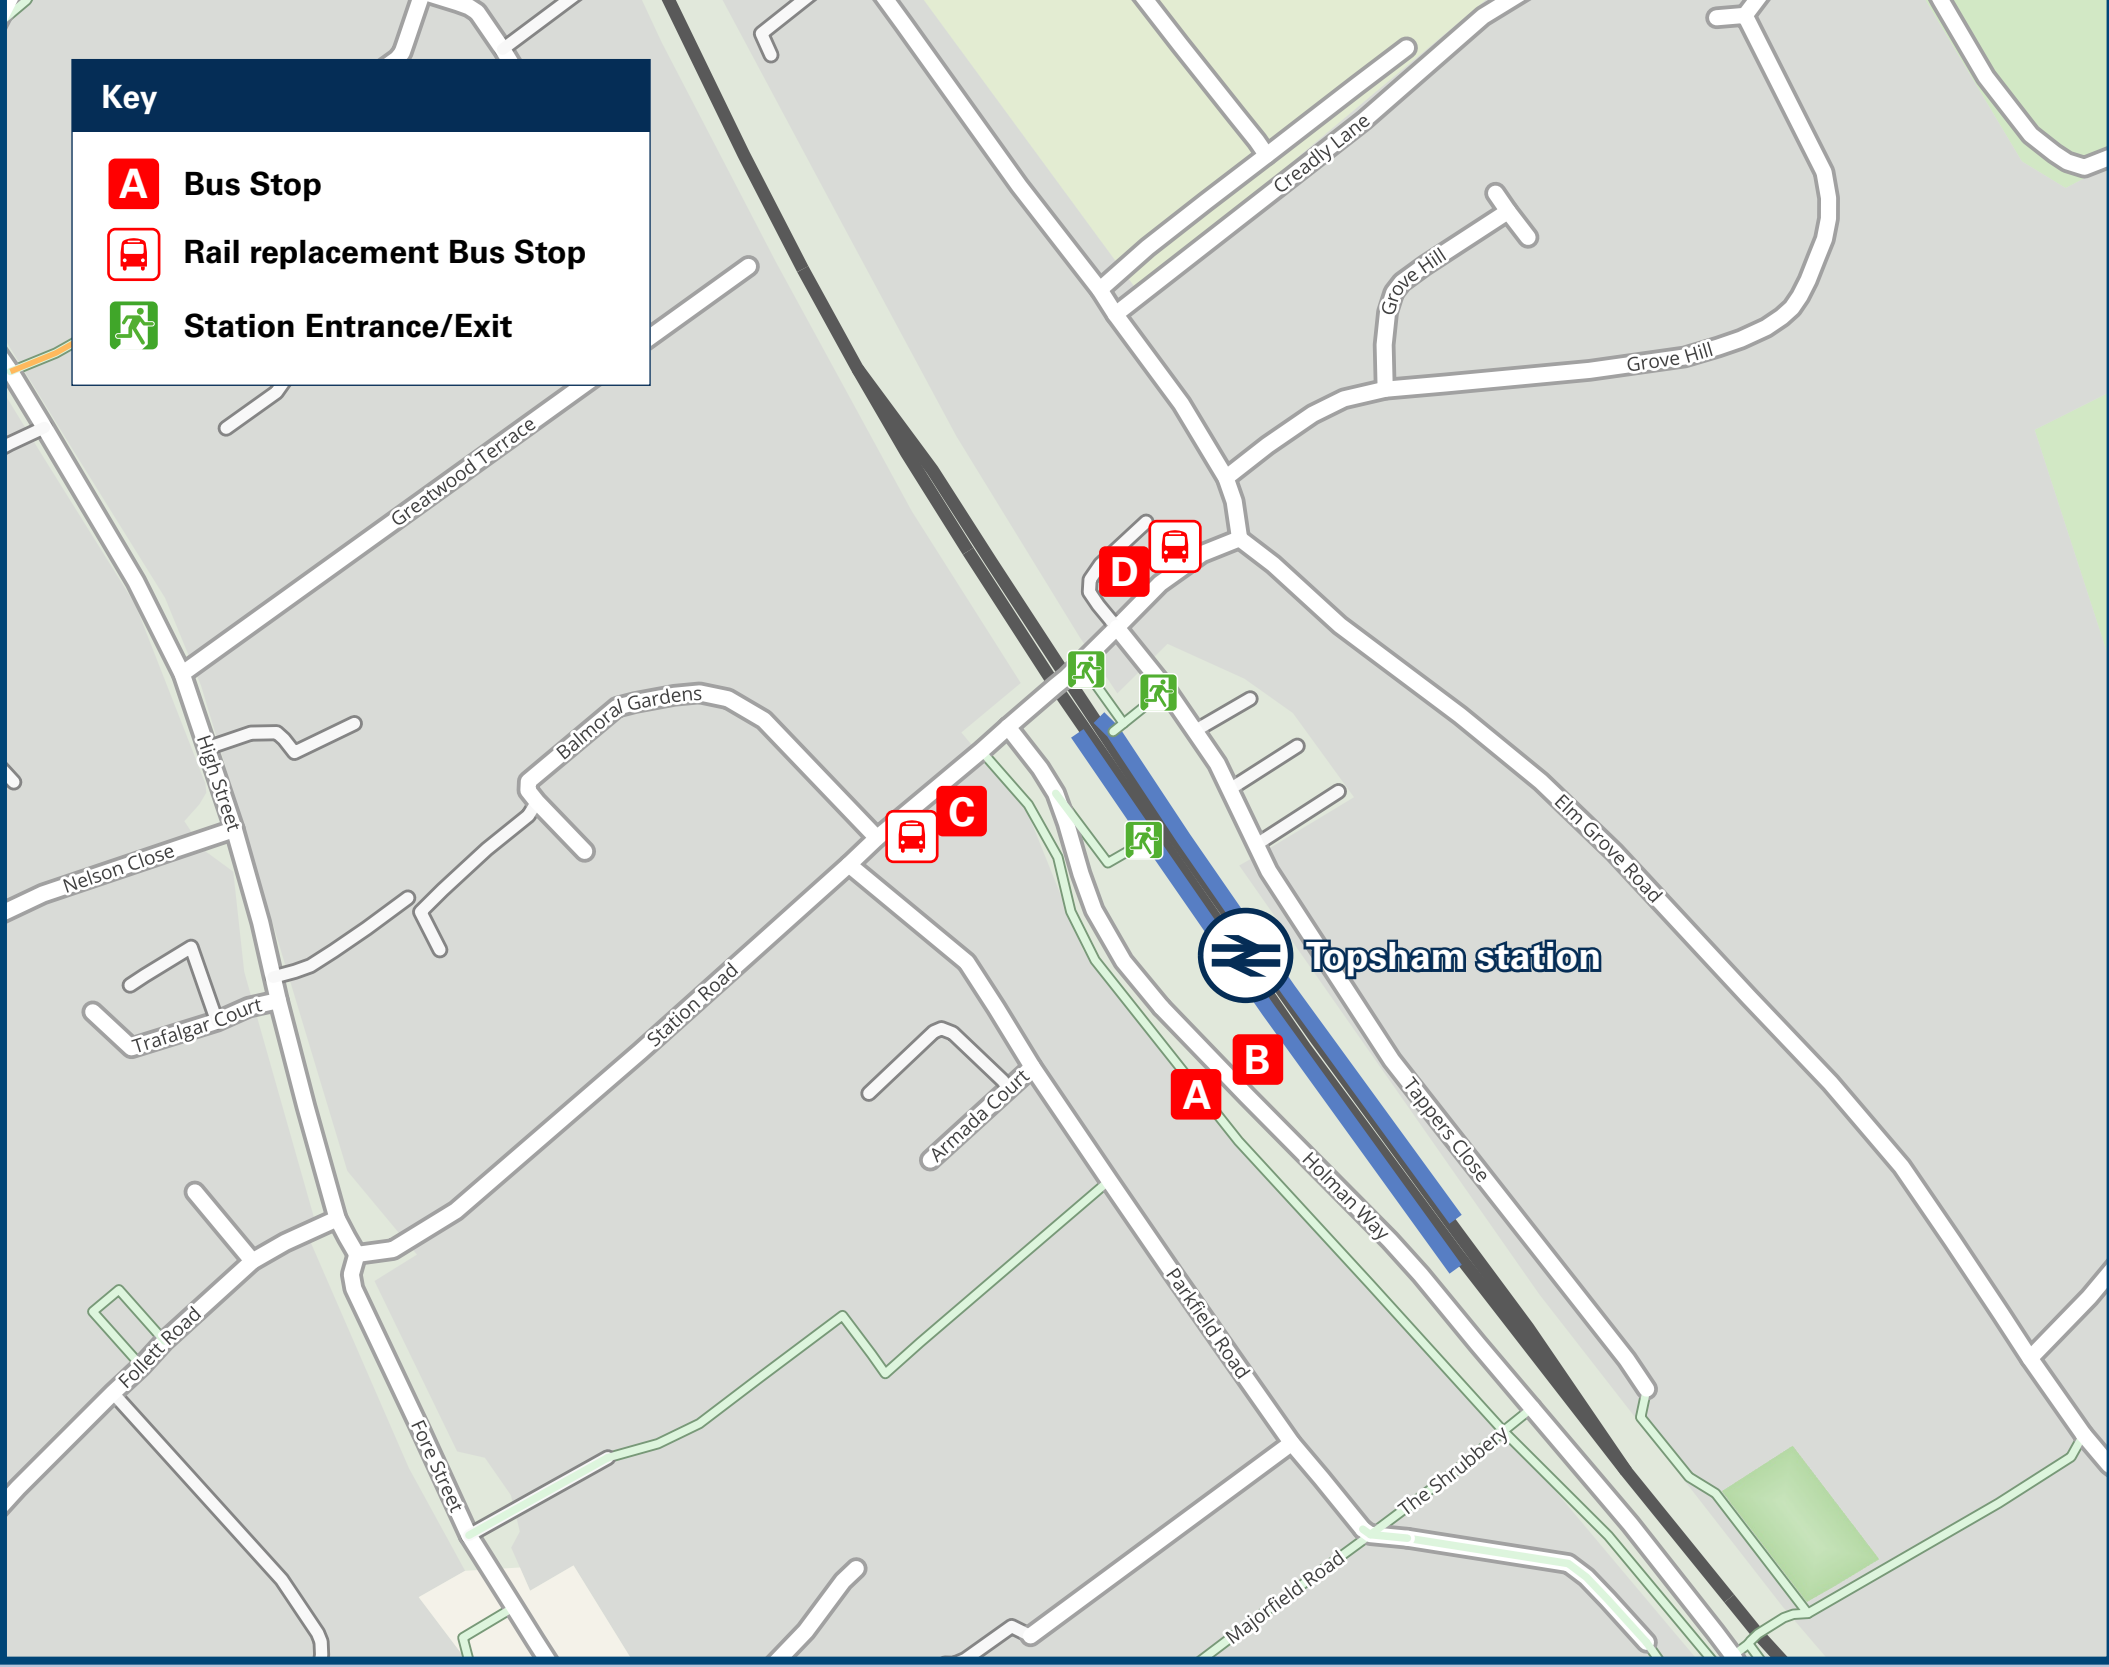 Key
A Bus Stop
Rail replacement Bus Stop
Station Entrance/Exit
Creadly Lane
Grove Hill
Grove Hill
Greatwood Terrace
D
Balmoral Gardens
High Street
C
Elm Grove Road
Nelson Close
Topsham station
Station Road
Trafalgar Court
B
A
Armada Court
Tappers Close
Holman Way
Parkfield Road
Follett Road
Fore Street
The Shrubbery
Majorfield Road